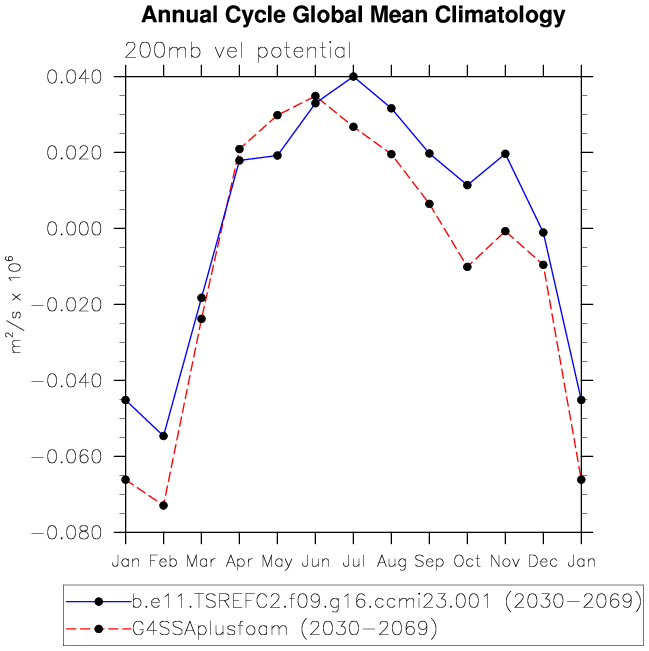 Annual Cycle Global Mean Climatology
200mb vel potential
0.040
0.020
0.000
−0.020
−0.040
−0.060
−0.080
m²/s x 10⁶
Jan Feb Mar Apr May Jun Jul Aug Sep Oct Nov Dec Jan
b.e11.TSREFC2.f09.g16.ccmi23.001 (2030−2069)
G4SSAplusfoam (2030−2069)